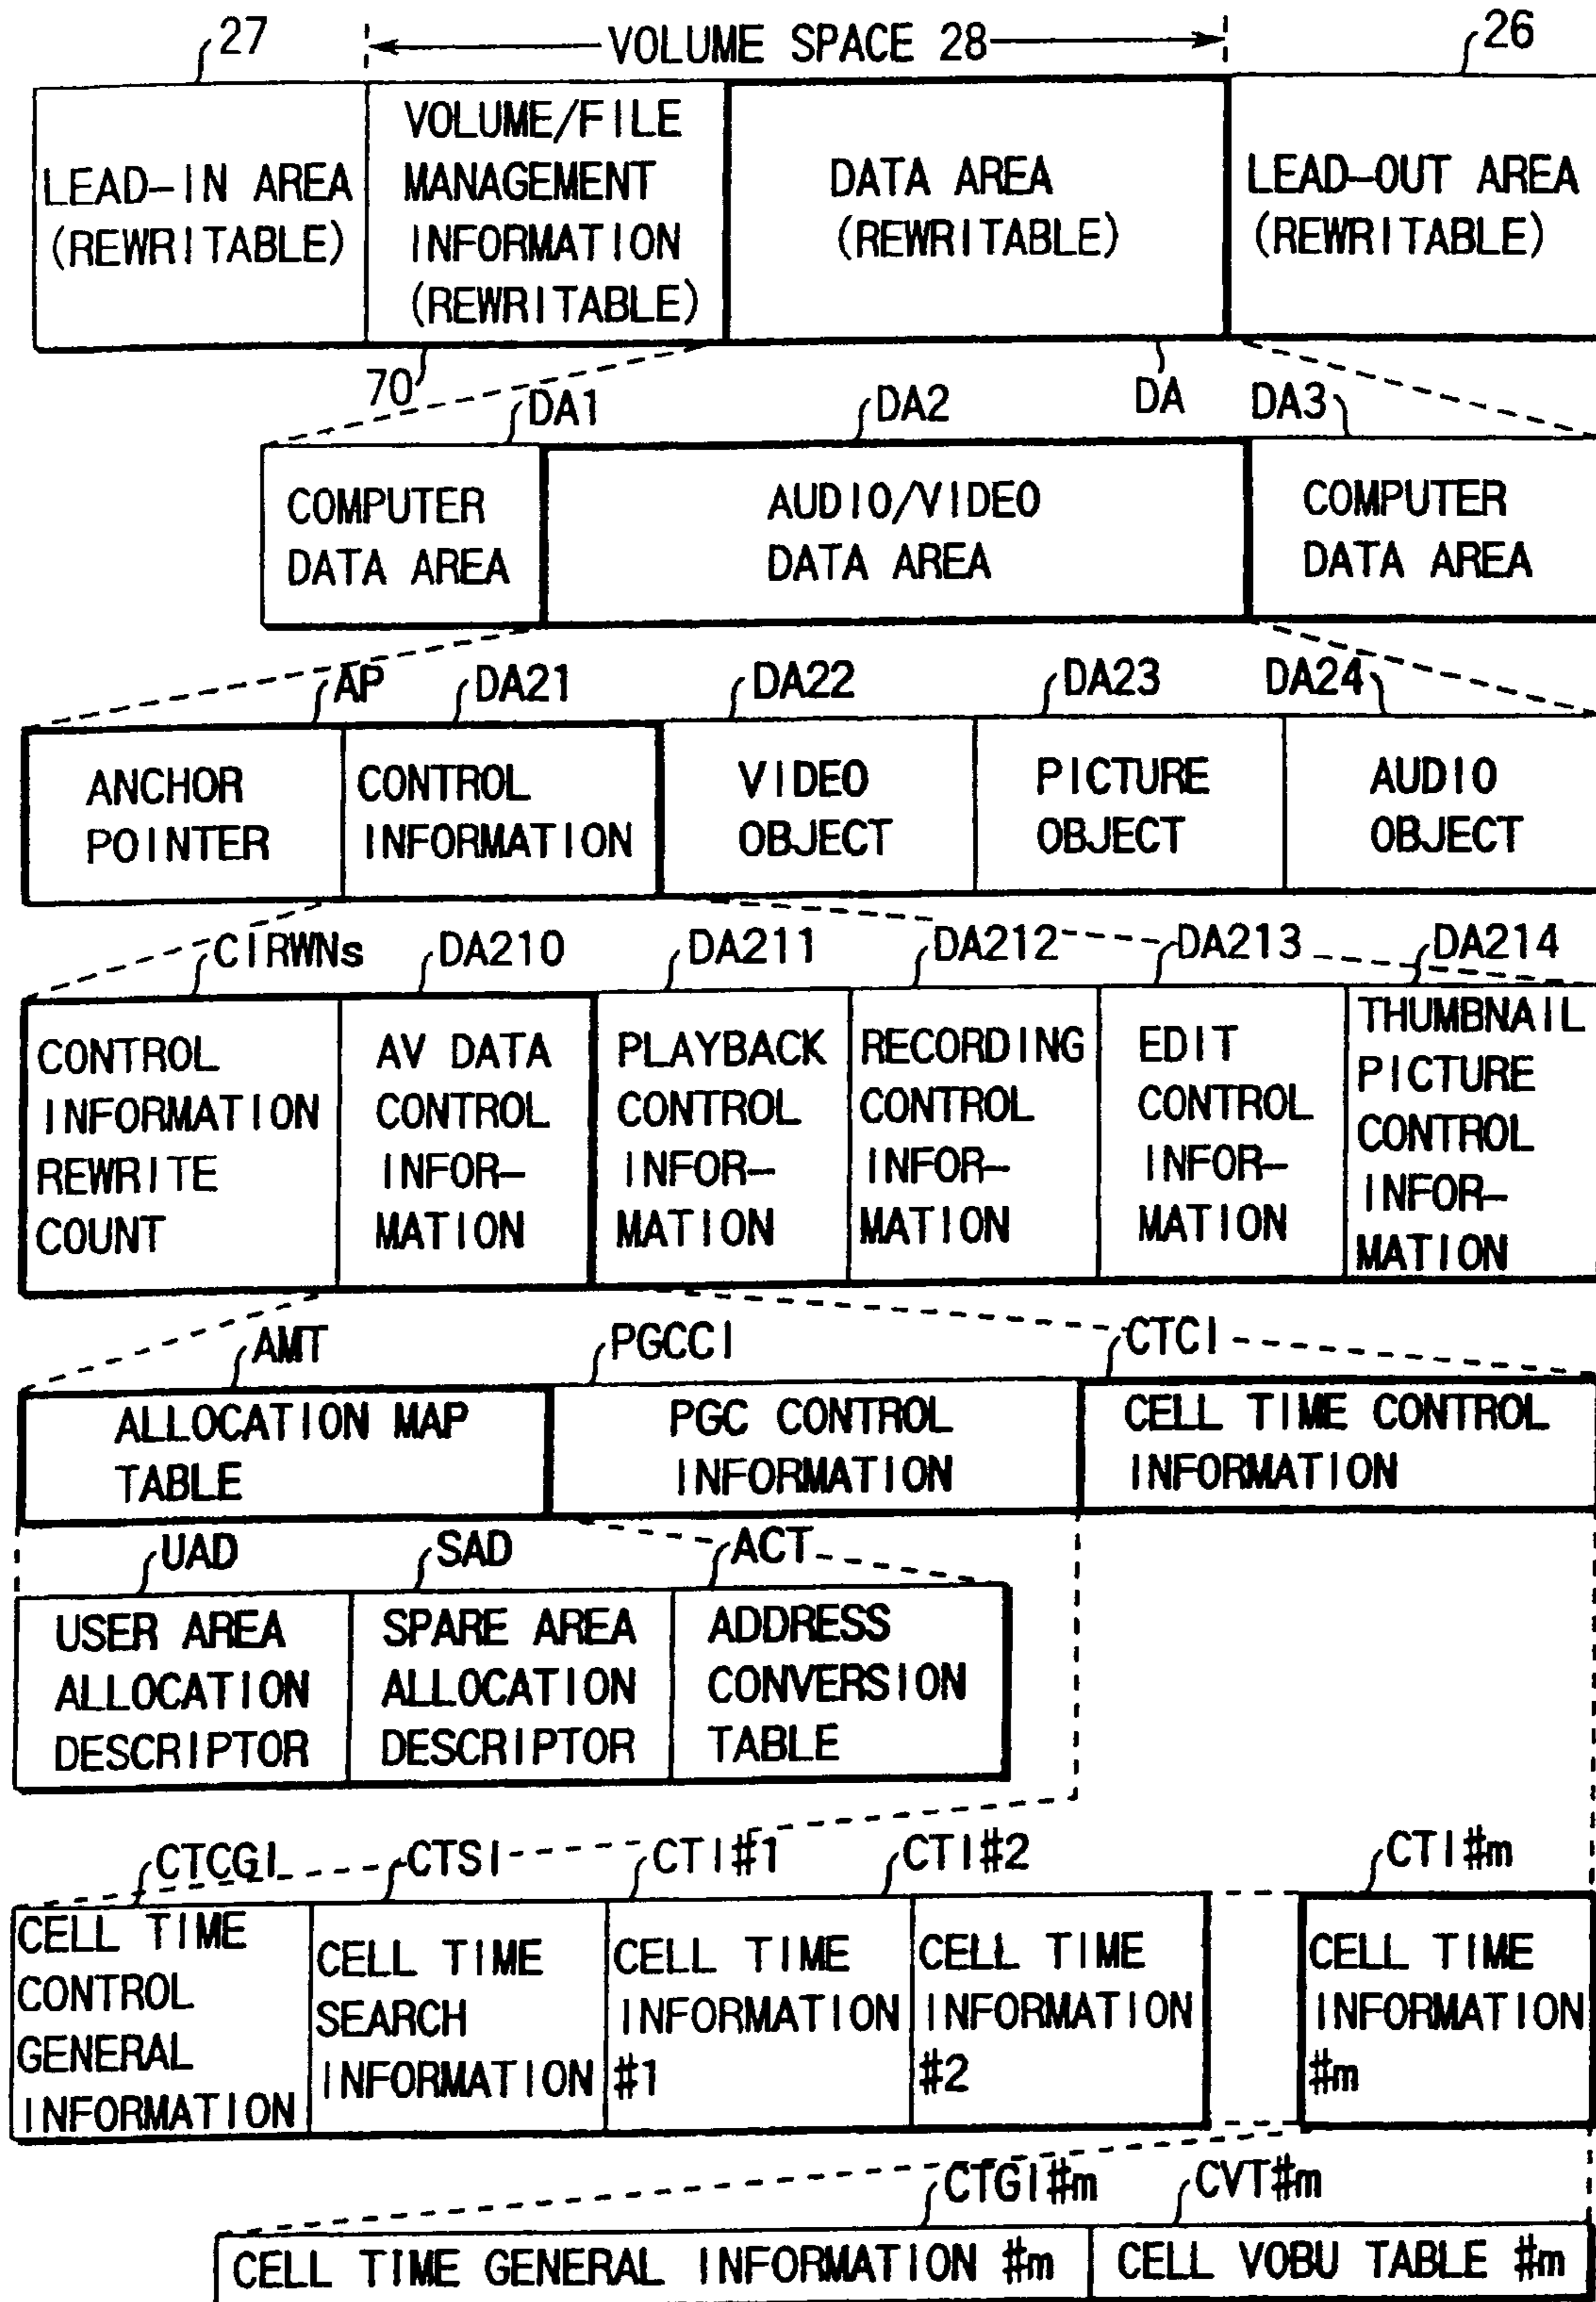 27
VOLUME SPACE 28
26
LEAD-IN AREA
(REWRITABLE)
VOLUME/FILE
MANAGEMENT
INFORMATION
(REWRITABLE)
DATA AREA
(REWRITABLE)
LEAD-OUT AREA
(REWRITABLE)
70
DA1
DA2
DA
DA3
COMPUTER
DATA AREA
AUDIO/VIDEO
DATA AREA
COMPUTER
DATA AREA
AP
DA21
DA22
DA23
DA24
ANCHOR
POINTER
CONTROL
INFORMATION
VIDEO
OBJECT
PICTURE
OBJECT
AUDIO
OBJECT
CIRWNs
DA210
DA211
DA212
DA213
DA214
CONTROL
INFORMATION
REWRITE
COUNT
AV DATA
CONTROL
INFOR-
MATION
PLAYBACK
CONTROL
INFOR-
MATION
RECORDING
CONTROL
INFOR-
MATION
EDIT
CONTROL
INFOR-
MATION
THUMBNAIL
PICTURE
CONTROL
INFOR-
MATION
AMT
PGCCI
CTCI
ALLOCATION MAP
TABLE
PGC CONTROL
INFORMATION
CELL TIME CONTROL
INFORMATION
UAD
SAD
ACT
USER AREA
ALLOCATION
DESCRIPTOR
SPARE AREA
ALLOCATION
DESCRIPTOR
ADDRESS
CONVERSION
TABLE
CTCGI
CTSI
CTI#1
CTI#2
CTI#m
CELL TIME
CONTROL
GENERAL
INFORMATION
CELL TIME
SEARCH
INFORMATION
CELL TIME
INFORMATION
#1
CELL TIME
INFORMATION
#2
CELL TIME
INFORMATION
#m
CTGI#m
CVT#m
CELL TIME GENERAL INFORMATION #m
CELL VOBU TABLE #m